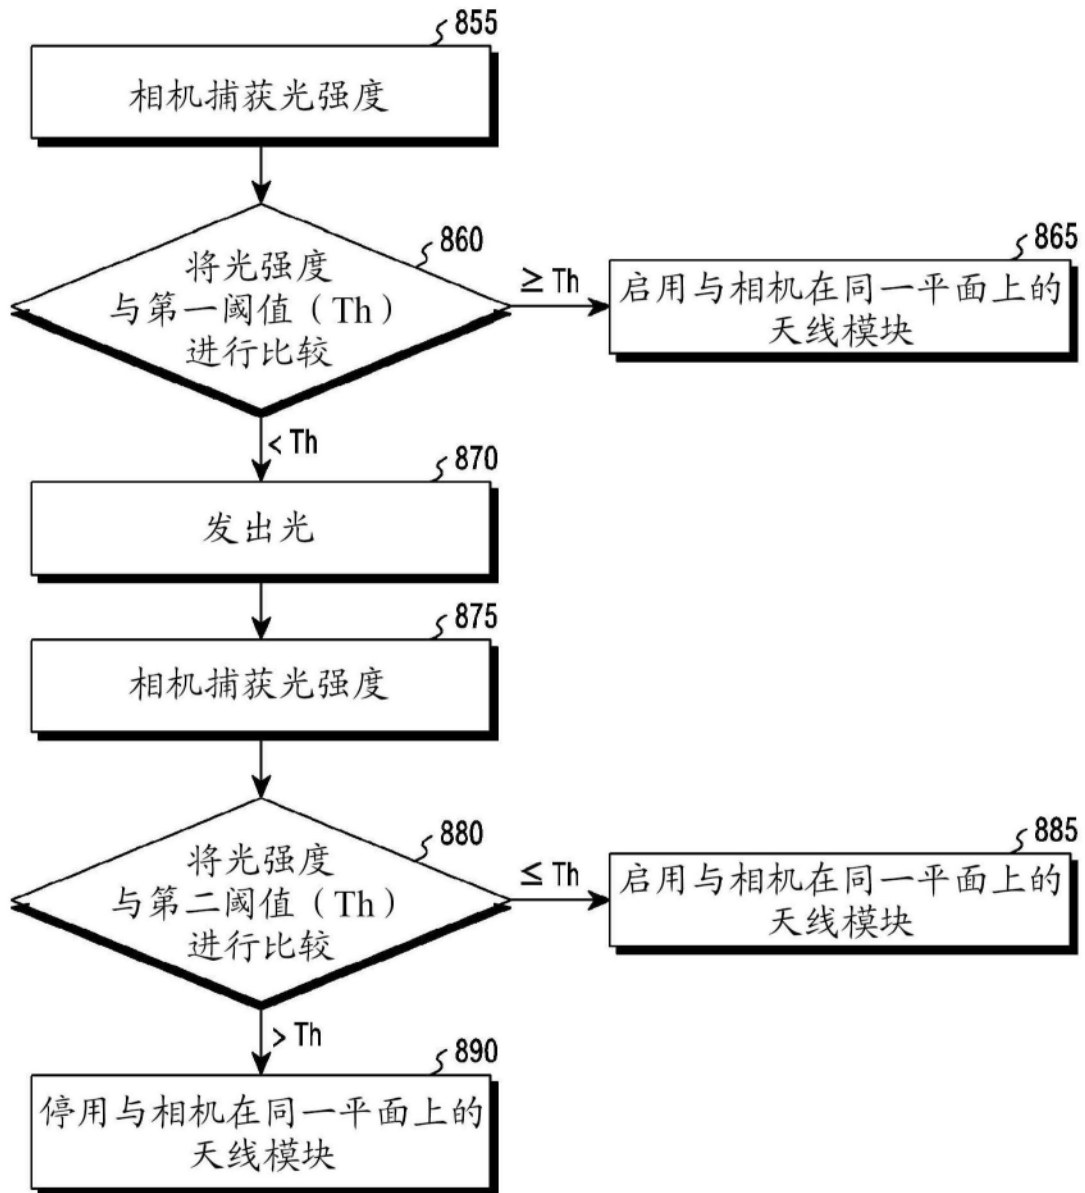 855
相机捕获光强度
860
将光强度
与第一阈值（Th）
进行比较
≥ Th
865
启用与相机在同一平面上的
天线模块
< Th
870
发出光
875
相机捕获光强度
880
将光强度
与第二阈值（Th）
进行比较
≤ Th
885
启用与相机在同一平面上的
天线模块
> Th
890
停用与相机在同一平面上的
天线模块